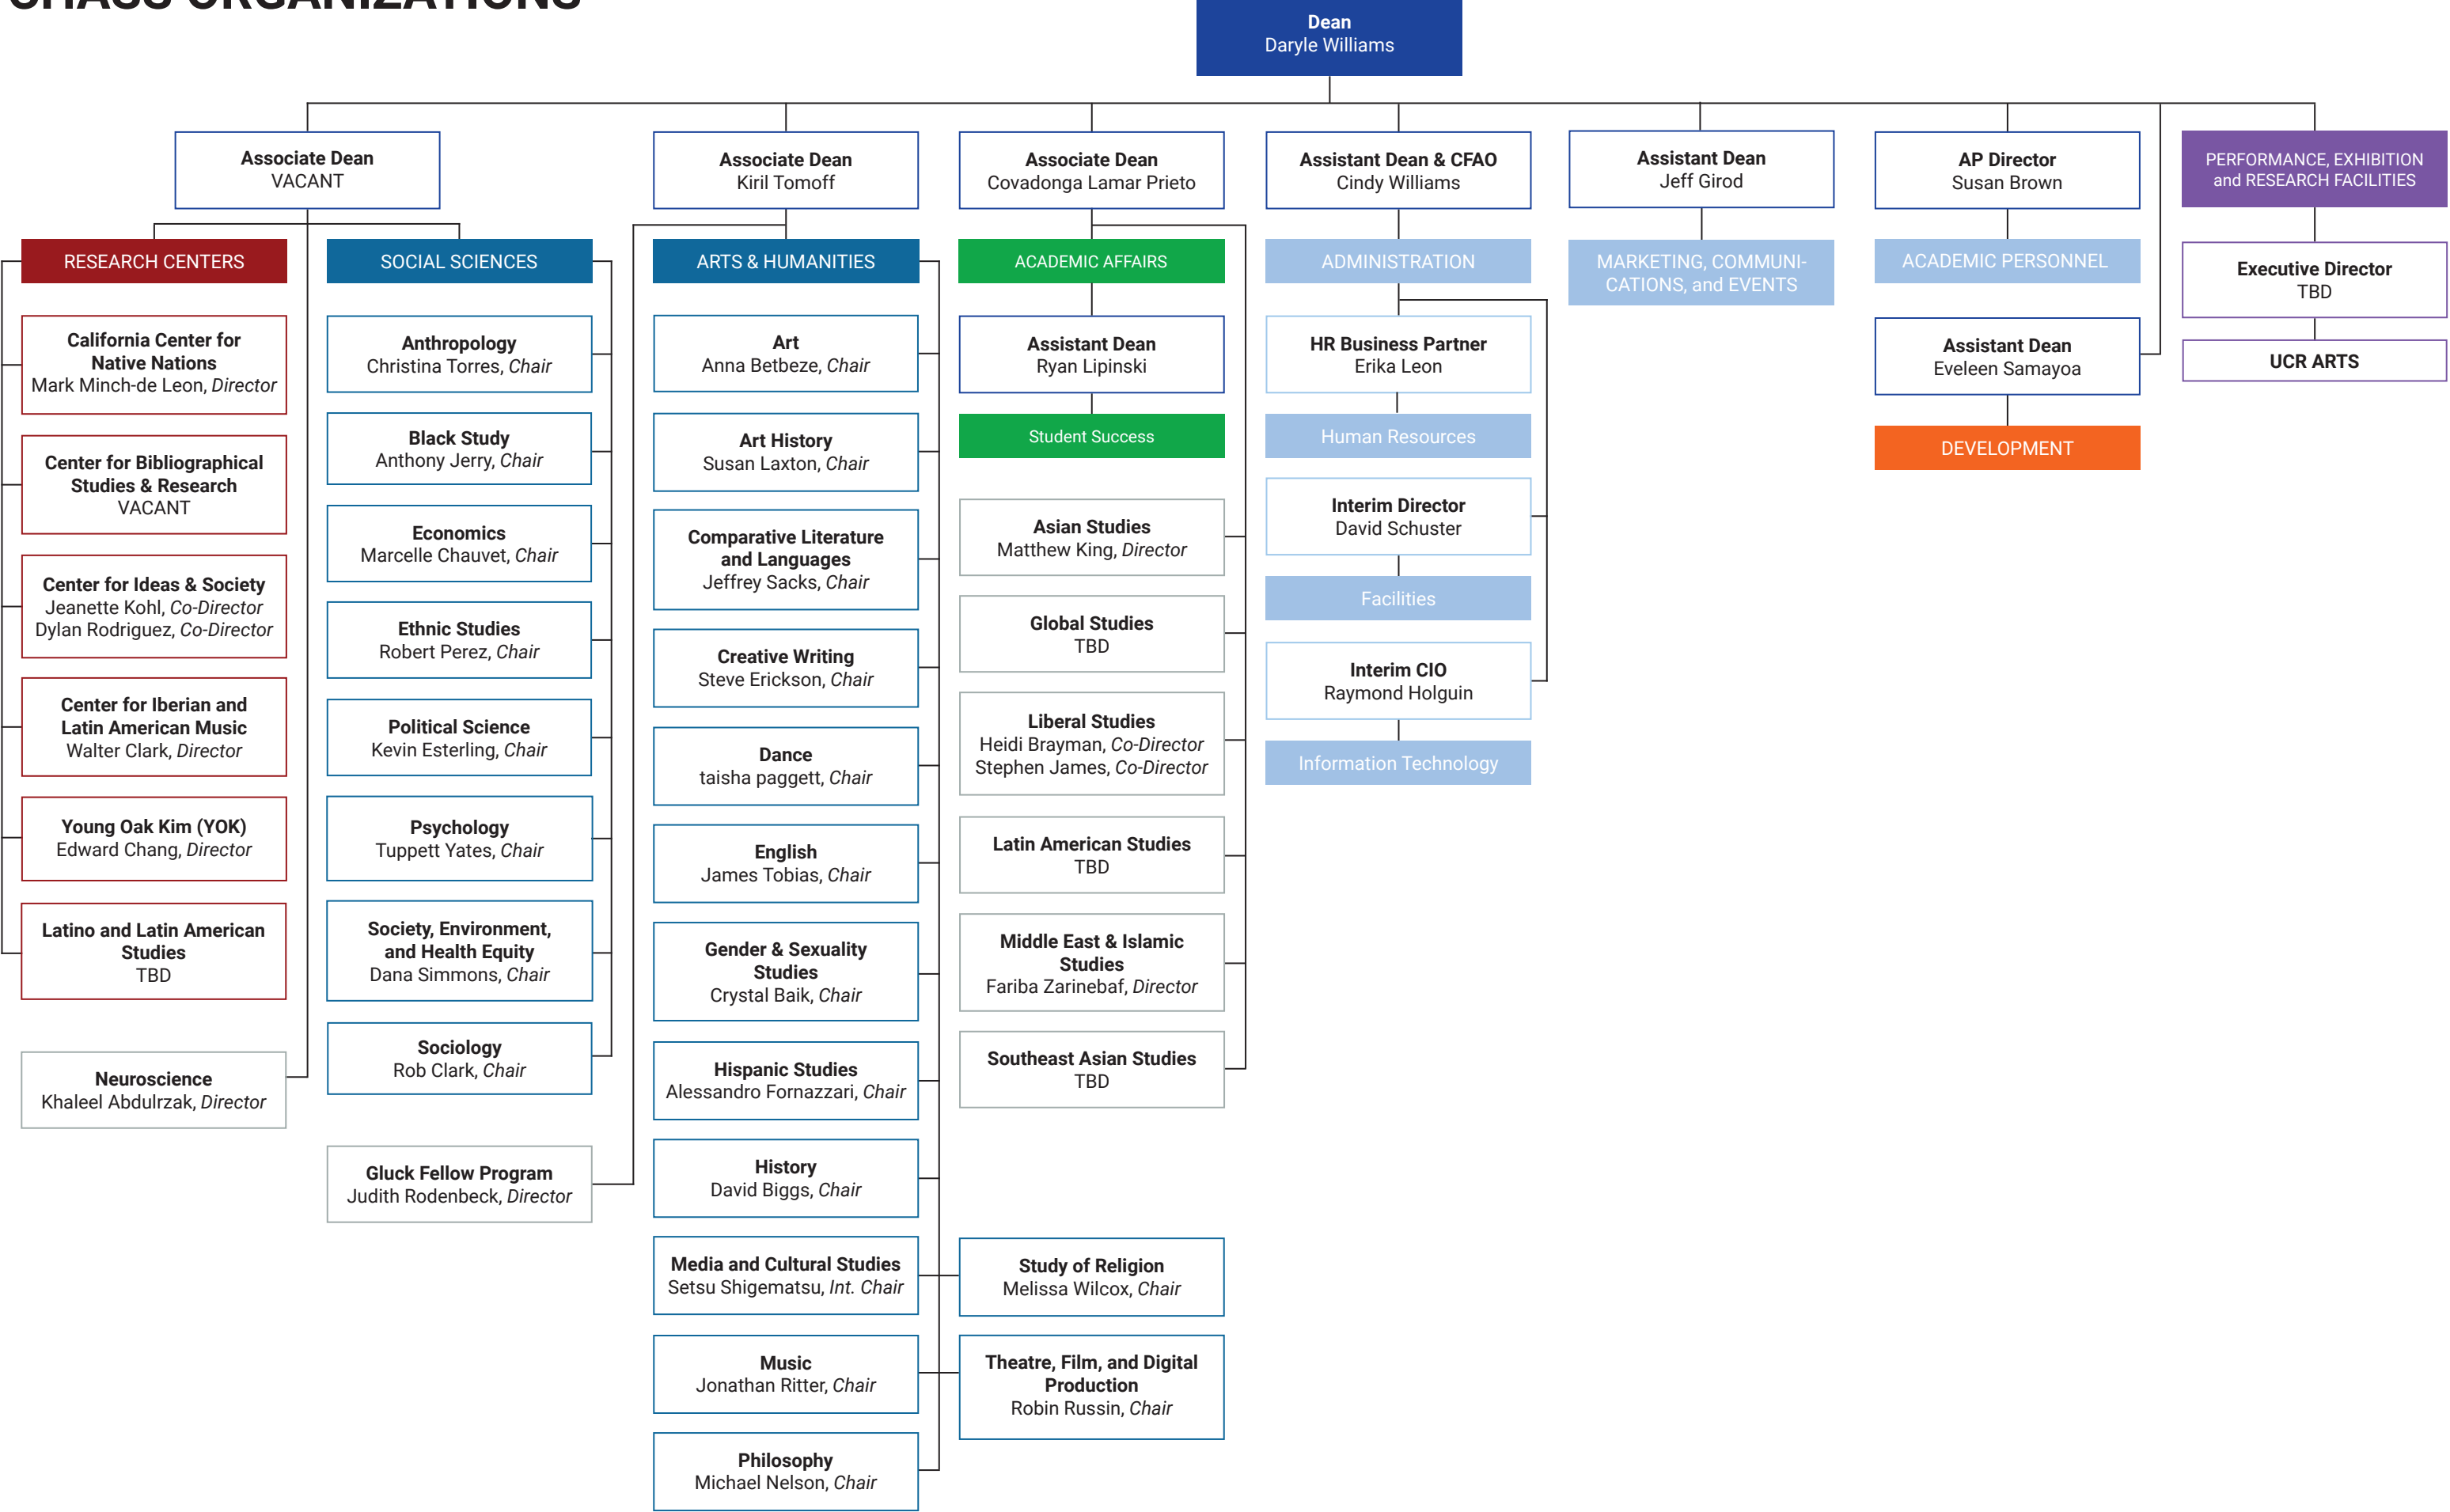 CHASS ORGANIZATIONS
Dean
Daryle Williams
Associate Dean
VACANT
RESEARCH CENTERS
California Center for
Native Nations
Mark Minch-de Leon, Director
Center for Bibliographical
Studies & Research
VACANT
Center for Ideas & Society
Jeanette Kohl, Co-Director
Dylan Rodriguez, Co-Director
Center for Iberian and
Latin American Music
Walter Clark, Director
Young Oak Kim (YOK)
Edward Chang, Director
Latino and Latin American
Studies
TBD
Neuroscience
Khaleel Abdulrzak, Director
SOCIAL SCIENCES
Anthropology
Christina Torres, Chair
Black Study
Anthony Jerry, Chair
Economics
Marcelle Chauvet, Chair
Ethnic Studies
Robert Perez, Chair
Political Science
Kevin Esterling, Chair
Psychology
Tuppett Yates, Chair
Society, Environment,
and Health Equity
Dana Simmons, Chair
Sociology
Rob Clark, Chair
Gluck Fellow Program
Judith Rodenbeck, Director
Associate Dean
Kiril Tomoff
ARTS & HUMANITIES
Art
Anna Betbeze, Chair
Art History
Susan Laxton, Chair
Comparative Literature
and Languages
Jeffrey Sacks, Chair
Creative Writing
Steve Erickson, Chair
Dance
taisha paggett, Chair
English
James Tobias, Chair
Gender & Sexuality
Studies
Crystal Baik, Chair
Hispanic Studies
Alessandro Fornazzari, Chair
History
David Biggs, Chair
Media and Cultural Studies
Setsu Shigematsu, Int. Chair
Music
Jonathan Ritter, Chair
Philosophy
Michael Nelson, Chair
Study of Religion
Melissa Wilcox, Chair
Theatre, Film, and Digital
Production
Robin Russin, Chair
Associate Dean
Covadonga Lamar Prieto
ACADEMIC AFFAIRS
Assistant Dean
Ryan Lipinski
Student Success
Asian Studies
Matthew King, Director
Global Studies
TBD
Liberal Studies
Heidi Brayman, Co-Director
Stephen James, Co-Director
Latin American Studies
TBD
Middle East & Islamic
Studies
Fariba Zarinebaf, Director
Southeast Asian Studies
TBD
Assistant Dean & CFAO
Cindy Williams
ADMINISTRATION
HR Business Partner
Erika Leon
Human Resources
Interim Director
David Schuster
Facilities
Interim CIO
Raymond Holguin
Information Technology
Assistant Dean
Jeff Girod
MARKETING, COMMUNI-
CATIONS, and EVENTS
AP Director
Susan Brown
ACADEMIC PERSONNEL
Assistant Dean
Eveleen Samayoa
DEVELOPMENT
PERFORMANCE, EXHIBITION
and RESEARCH FACILITIES
Executive Director
TBD
UCR ARTS